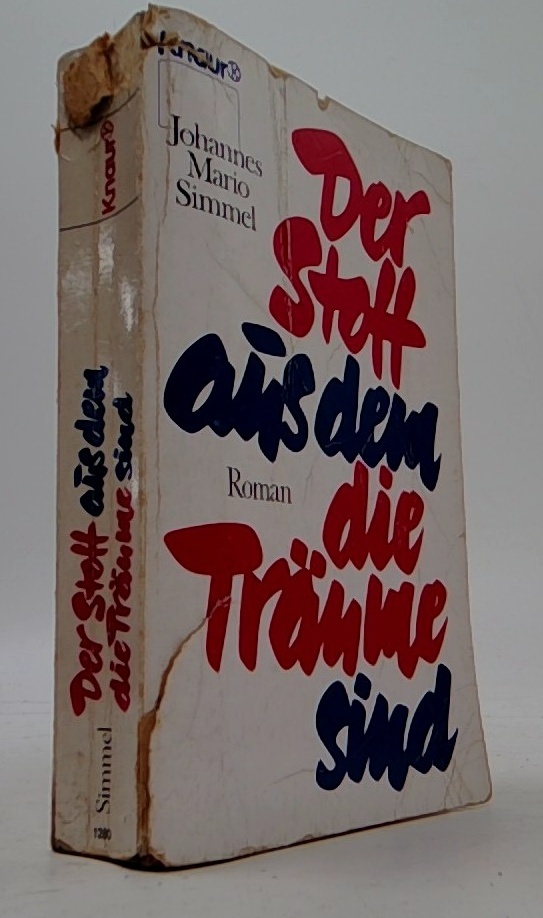 Knaur®
Johannes
Mario
Simmel
Der
Stoff
aus dem
Roman
die
Träume
sind
Knaur®
Der Stoff aus dem
die Träume sind
Simmel
1280